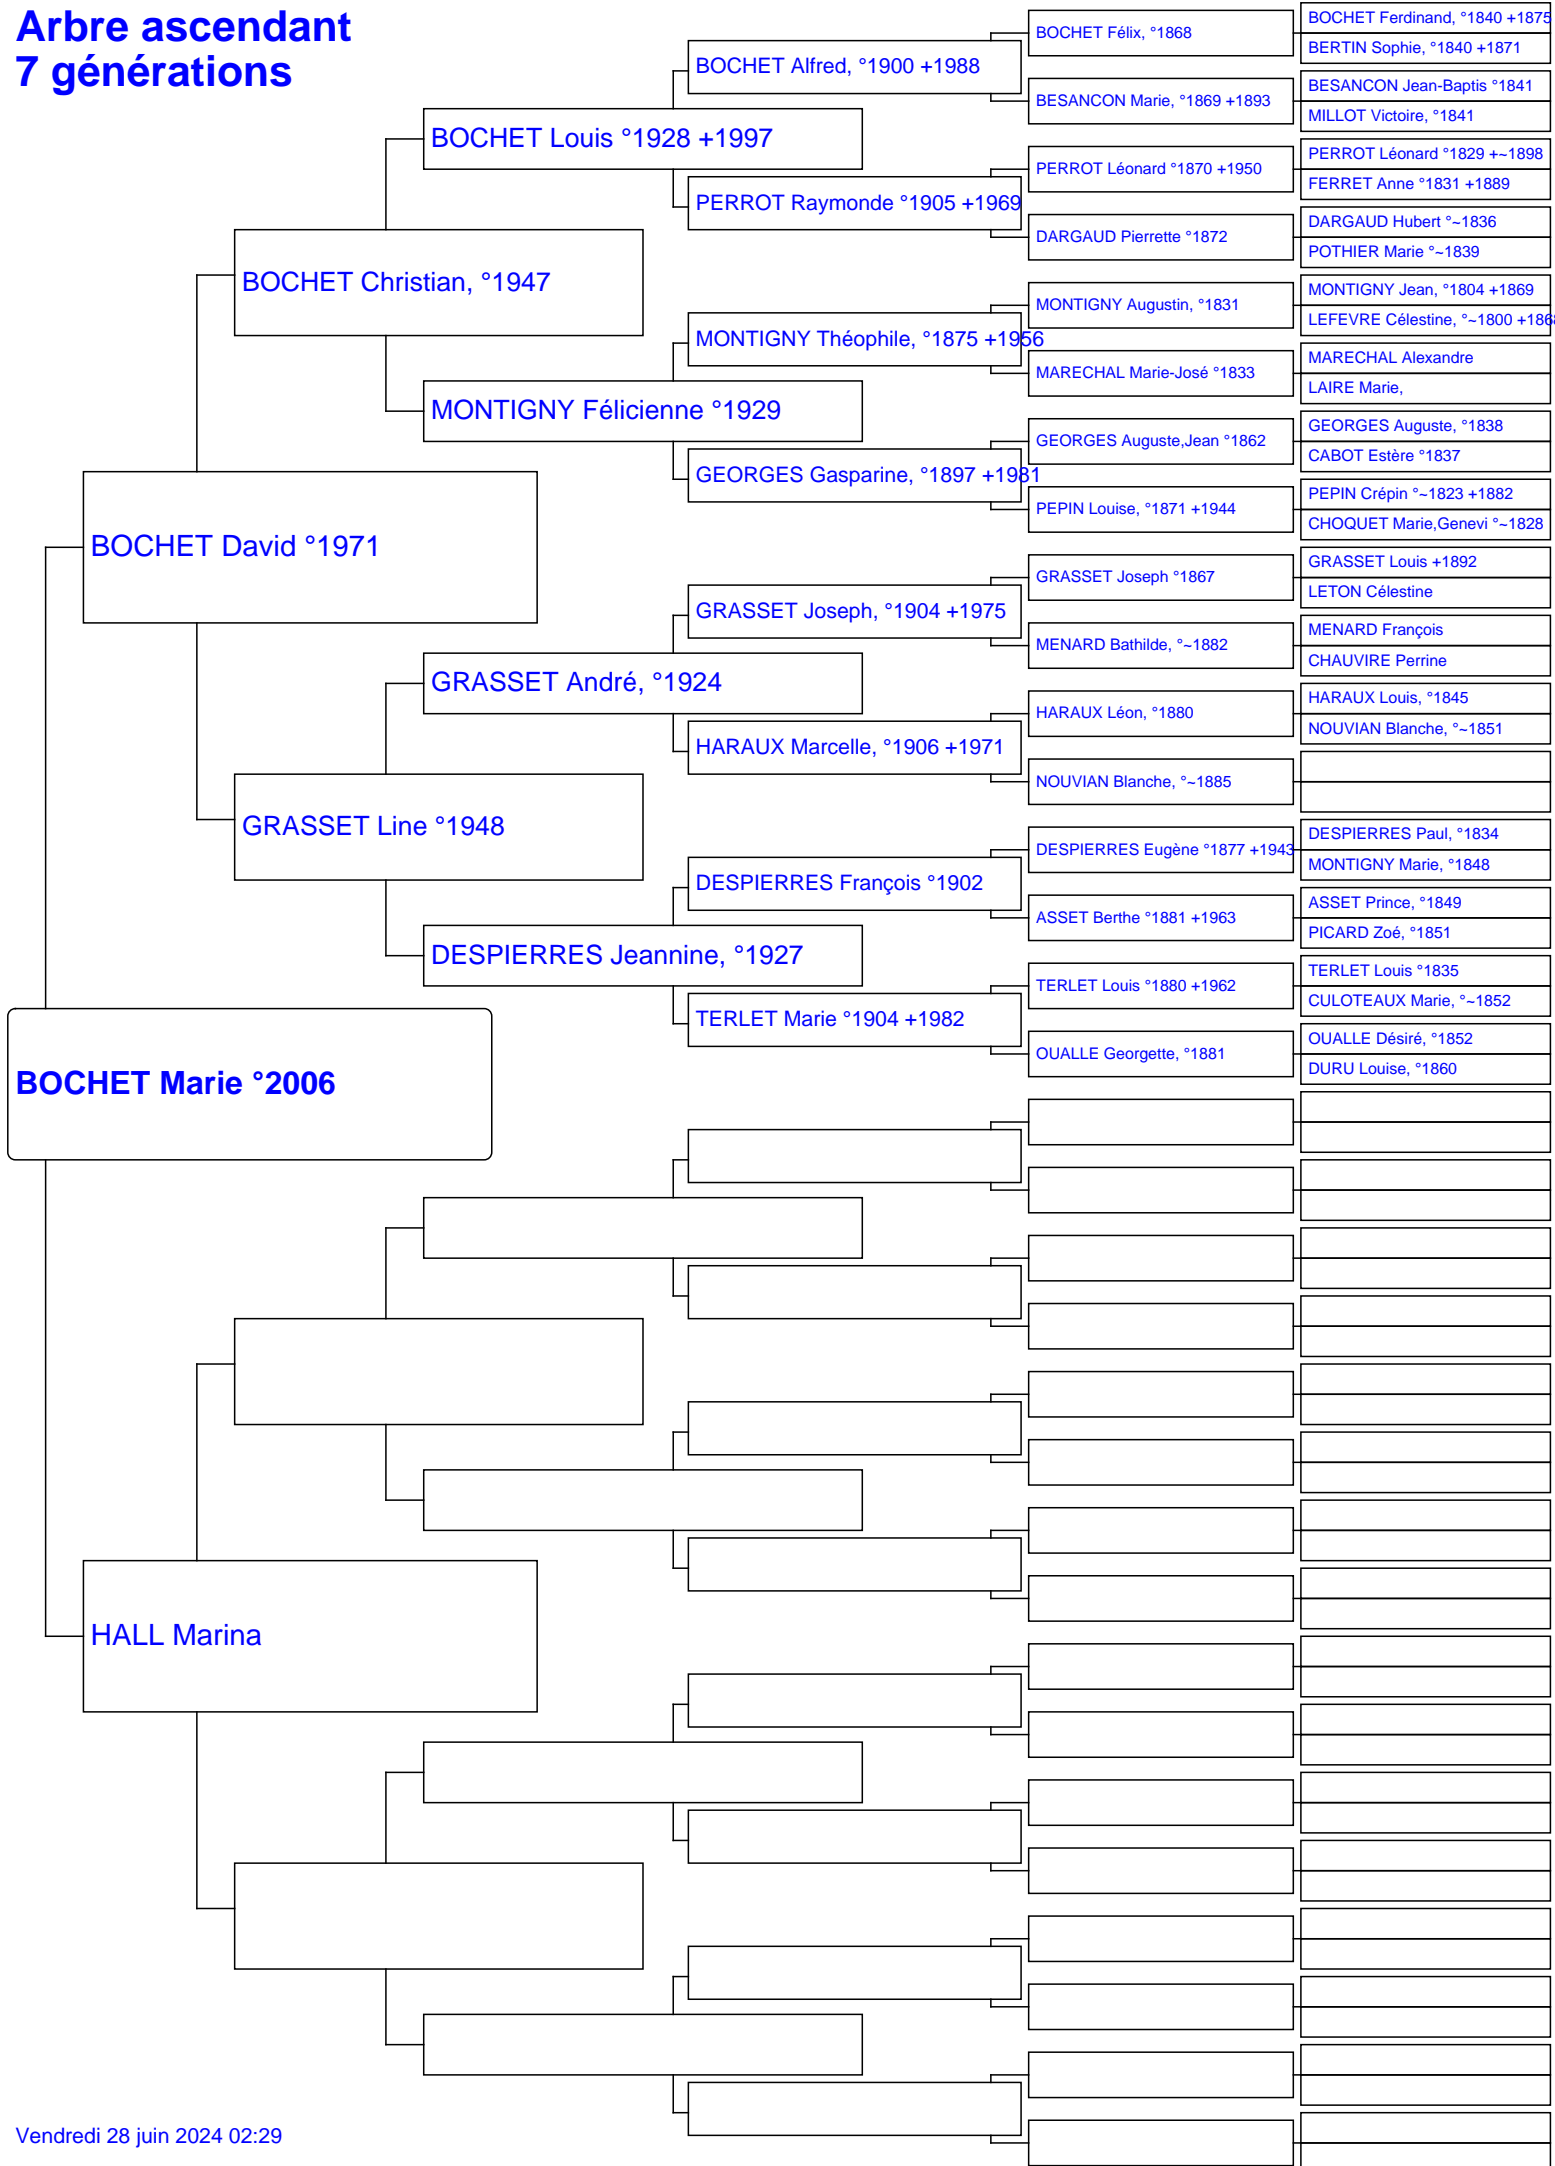 Arbre ascendant
7 générations
BOCHET Marie °2006
BOCHET David °1971
HALL Marina
BOCHET Christian, °1947
GRASSET Line °1948
BOCHET Louis °1928 +1997
MONTIGNY Félicienne °1929
GRASSET André, °1924
DESPIERRES Jeannine, °1927
BOCHET Alfred, °1900 +1988
PERROT Raymonde °1905 +1969
MONTIGNY Théophile, °1875 +1956
GEORGES Gasparine, °1897 +1981
GRASSET Joseph, °1904 +1975
HARAUX Marcelle, °1906 +1971
DESPIERRES François °1902
TERLET Marie °1904 +1982
BOCHET Félix, °1868
BESANCON Marie, °1869 +1893
PERROT Léonard °1870 +1950
DARGAUD Pierrette °1872
MONTIGNY Augustin, °1831
MARECHAL Marie-José °1833
GEORGES Auguste,Jean °1862
PEPIN Louise, °1871 +1944
GRASSET Joseph °1867
MENARD Bathilde, °~1882
HARAUX Léon, °1880
NOUVIAN Blanche, °~1885
DESPIERRES Eugène °1877 +1943
ASSET Berthe °1881 +1963
TERLET Louis °1880 +1962
OUALLE Georgette, °1881
BOCHET Ferdinand, °1840 +1875
BERTIN Sophie, °1840 +1871
BESANCON Jean-Baptis °1841
MILLOT Victoire, °1841
PERROT Léonard °1829 +~1898
FERRET Anne °1831 +1889
DARGAUD Hubert °~1836
POTHIER Marie °~1839
MONTIGNY Jean, °1804 +1869
LEFEVRE Célestine, °~1800 +186
MARECHAL Alexandre
LAIRE Marie,
GEORGES Auguste, °1838
CABOT Estère °1837
PEPIN Crépin °~1823 +1882
CHOQUET Marie,Genevi °~1828
GRASSET Louis +1892
LETON Célestine
MENARD François
CHAUVIRE Perrine
HARAUX Louis, °1845
NOUVIAN Blanche, °~1851
DESPIERRES Paul, °1834
MONTIGNY Marie, °1848
ASSET Prince, °1849
PICARD Zoé, °1851
TERLET Louis °1835
CULOTEAUX Marie, °~1852
OUALLE Désiré, °1852
DURU Louise, °1860
Vendredi 28 juin 2024 02:29